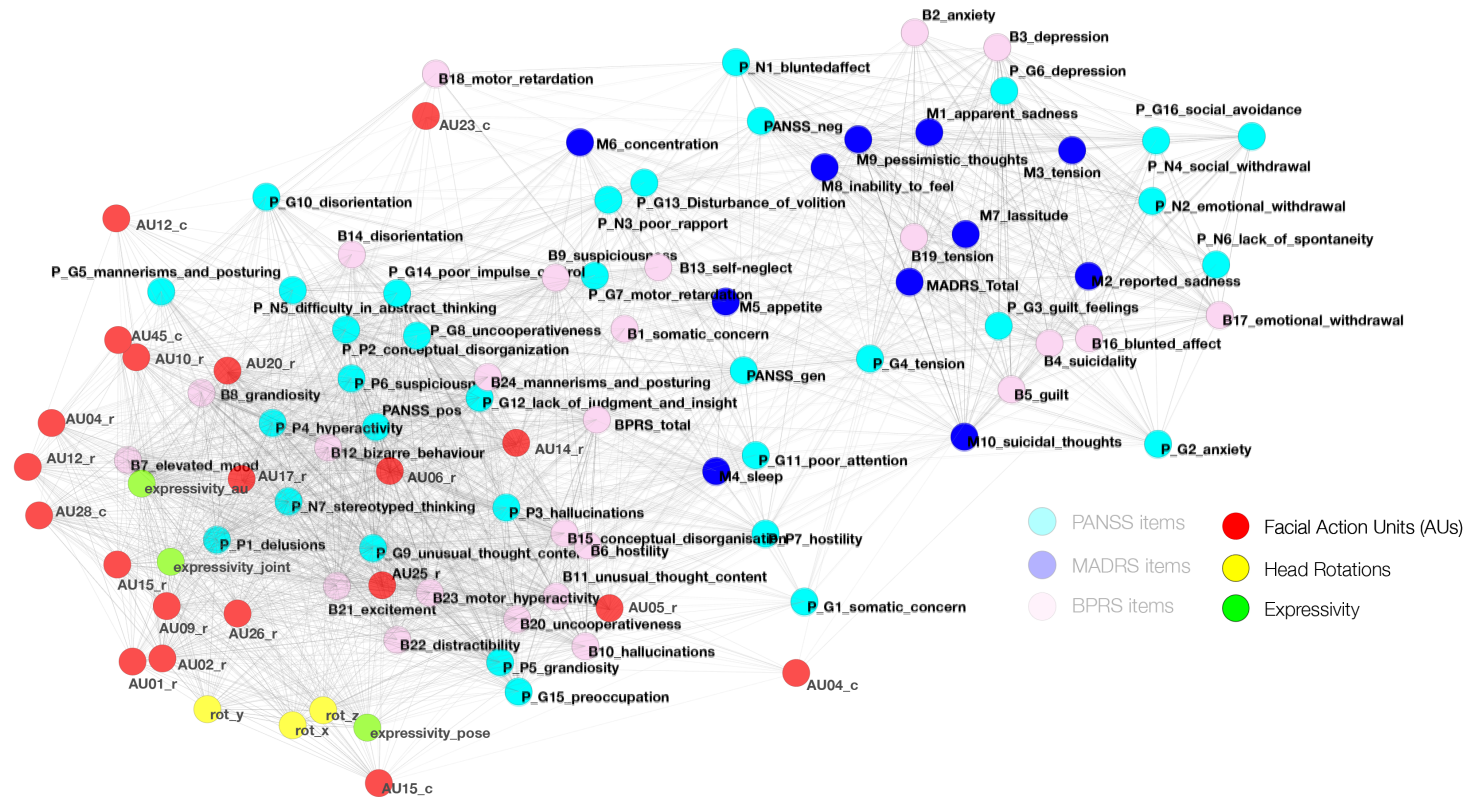 B2_anxiety
B3_depression
B18_motor_retardation
P_N1_bluntedaffect
P_G6_depression
AU23_c
PANSS_neg
M1_apparent_sadness
P_G16_social_avoidance
M6_concentration
M9_pessimistic_thoughts
P_N4_social_withdrawal
M3_tension
M8_inability_to_feel
P_G10_disorientation
P_G13_Disturbance_of_volition
P_N2_emotional_withdrawal
AU12_c
P_N3_poor_rapport
M7_lassitude
B14_disorientation
P_N6_lack_of_spontaneity
B9_suspiciousness
B19_tension
P_G5_mannerisms_and_posturing
P_G14_poor_impulse_control
B13_self-neglect
M2_reported_sadness
MADRS_Total
P_G7_motor_retardation
P_N5_difficulty_in_abstract_thinking
M5_appetite
P_G3_guilt_feelings
B17_emotional_withdrawal
P_G8_uncooperativeness
B1_somatic_concern
AU45_c
B16_blunted_affect
P_P2_conceptual_disorganization
AU10_r
B4_suicidality
AU20_r
P_G4_tension
PANSS_gen
P_P6_suspiciousn
B24_mannerisms_and_posturing
B8_grandiosity
B5_guilt
P_G12_lack_of_judgment_and_insight
PANSS_pos
AU04_r
P_P4_hyperactivity
BPRS_total
M10_suicidal_thoughts
AU14_r
P_G2_anxiety
B12_bizarre_behaviour
AU12_r
P_G11_poor_attention
B7_elevated_mood
AU17_r
AU06_r
M4_sleep
expressivity_au
P_N7_stereotyped_thinking
AU28_c
P_P3_hallucinations
PANSS items
Facial Action Units (AUs)
B15_conceptual_disorganisation
P_P7_hostility
P_P1_delusions
P_G9_unusual_thought_conte
B6_hostility
expressivity_joint
MADRS items
Head Rotations
AU25_r
B11_unusual_thought_content
AU15_r
B23_motor_hyperactivity
B21_excitement
AU05_r
P_G1_somatic_concern
BPRS items
Expressivity
AU09_r
AU26_r
B20_uncooperativeness
B22_distractibility
B10_hallucinations
AU02_r
P_P5_grandiosity
AU01_r
AU04_c
P_G15_preoccupation
rot_y
rot_z
rot_x
expressivity_pose
AU15_c